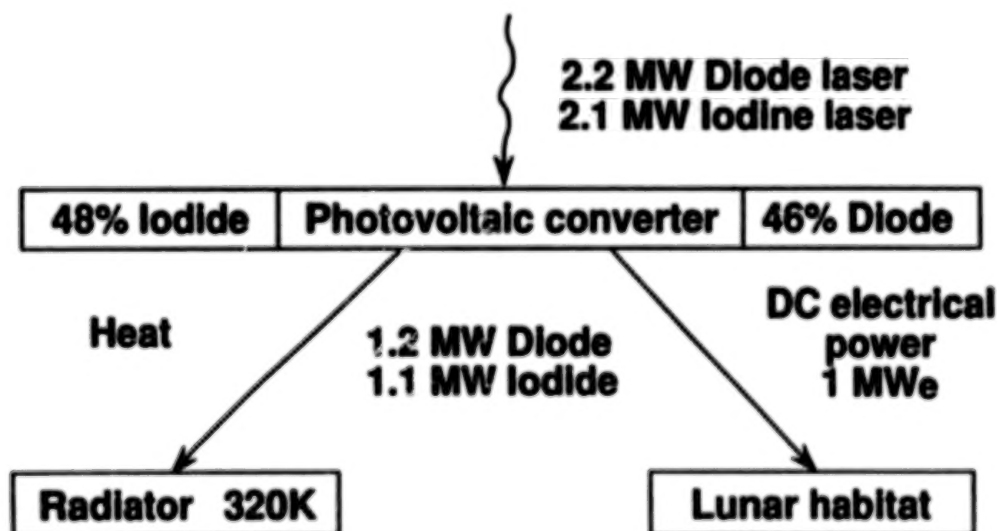 2.2 MW Diode laser
2.1 MW Iodine laser
48% Iodide
Photovoltaic converter
46% Diode
Heat
1.2 MW Diode
1.1 MW Iodide
DC electrical
power
1 MWe
Radiator 320K
Lunar habitat